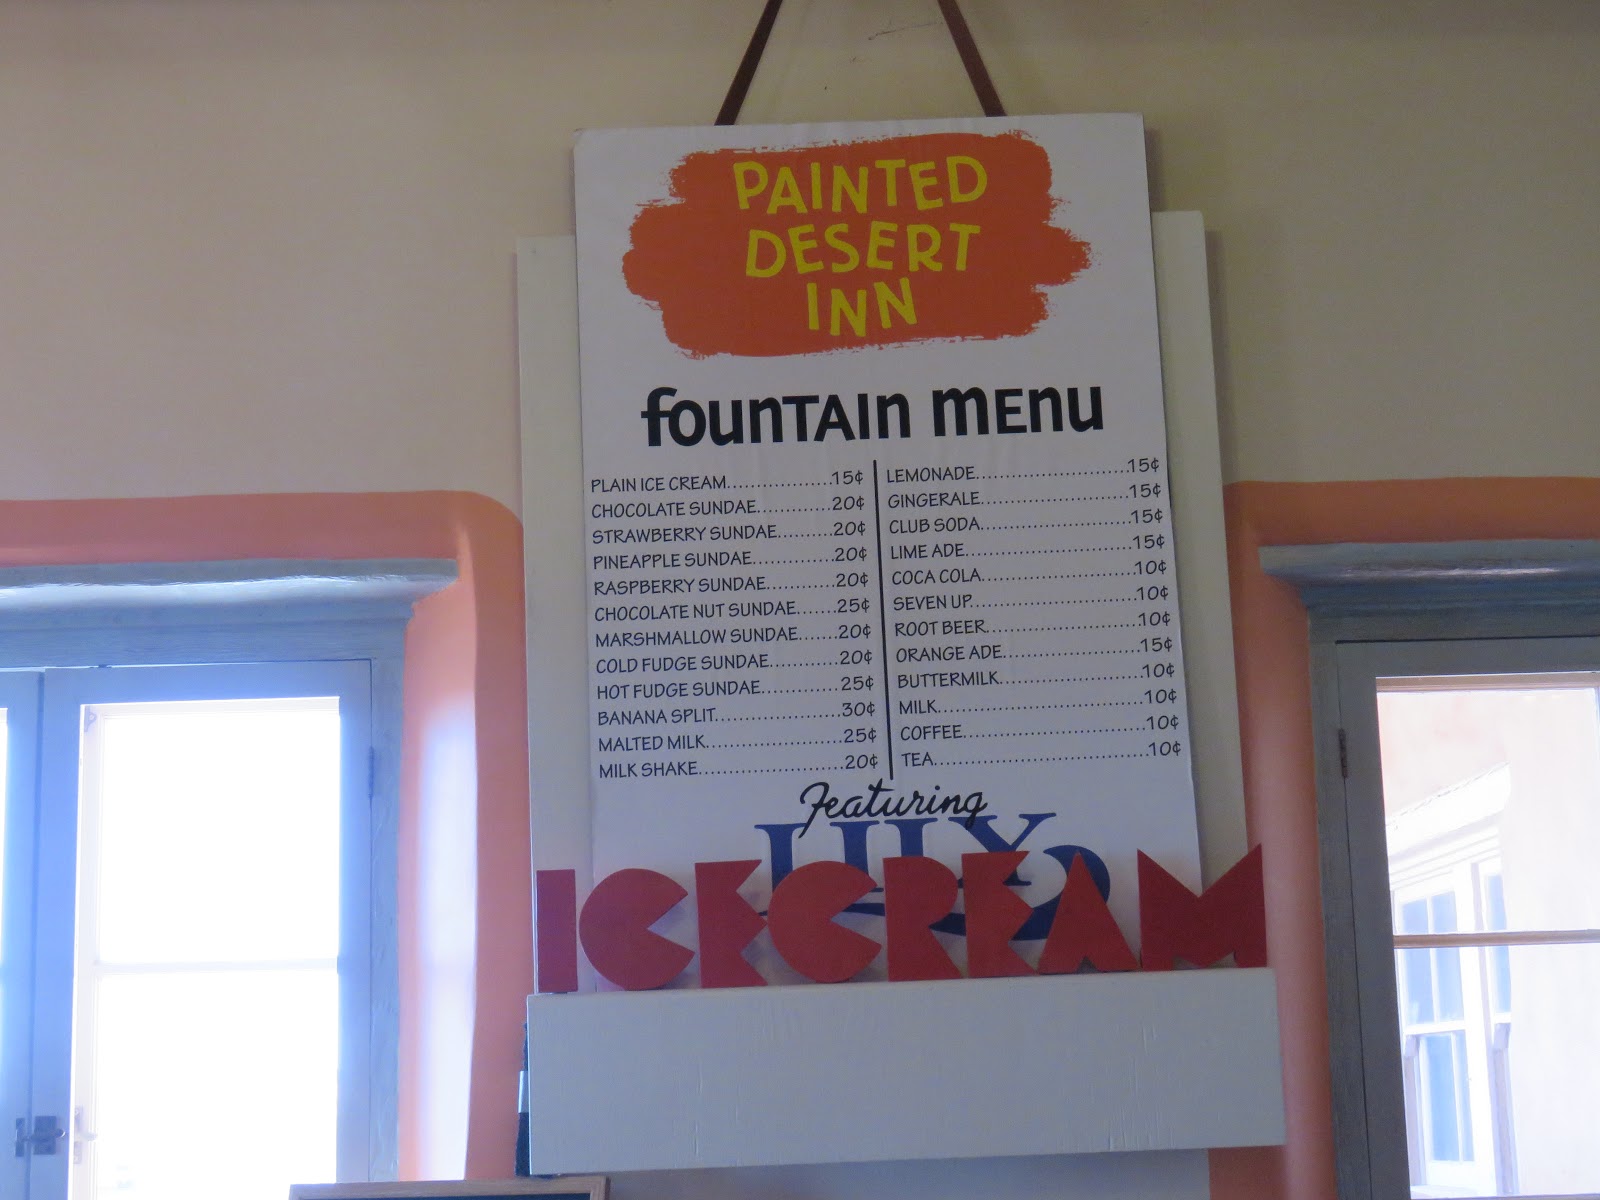 PAINTED
DESERT
INN
founTAIn mEnu
PLAIN ICE CREAM..................15¢
CHOCOLATE SUNDAE.............20¢
STRAWBERRY SUNDAE..........20¢
PINEAPPLE SUNDAE..............20¢
RASPBERRY SUNDAE............20¢
CHOCOLATE NUT SUNDAE.......25¢
MARSHMALLOW SUNDAE.......20¢
COLD FUDGE SUNDAE............20¢
HOT FUDGE SUNDAE.............25¢
BANANA SPLIT.....................30¢
MALTED MILK.......................25¢
MILK SHAKE.........................20¢
LEMONADE..........................15¢
GINGERALE.........................15¢
CLUB SODA.........................15¢
LIME ADE............................15¢
COCA COLA..........................10¢
SEVEN UP............................10¢
ROOT BEER..........................10¢
ORANGE ADE.......................15¢
BUTTERMILK........................10¢
MILK...................................10¢
COFFEE...............................10¢
TEA....................................10¢
Featuring
LILY
ICE CREAM